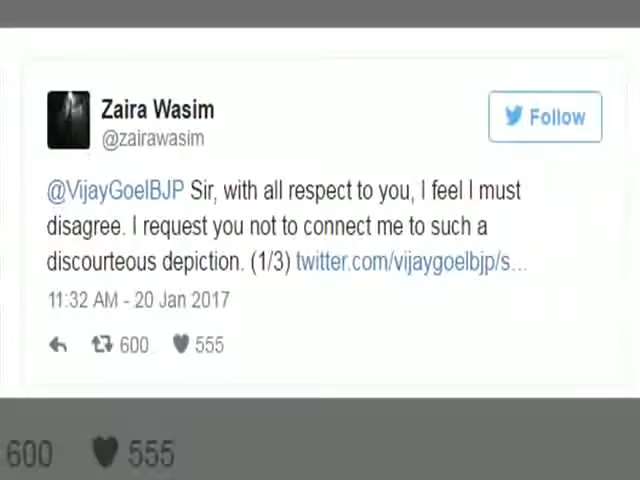 Zaira Wasim
@zairawasim
Follow
@VijayGoelBJP Sir, with all respect to you, I feel I must
disagree. I request you not to connect me to such a
discourteous depiction. (1/3) twitter.com/vijaygoelbjp/s...
11:32 AM - 20 Jan 2017
600 555
600 555